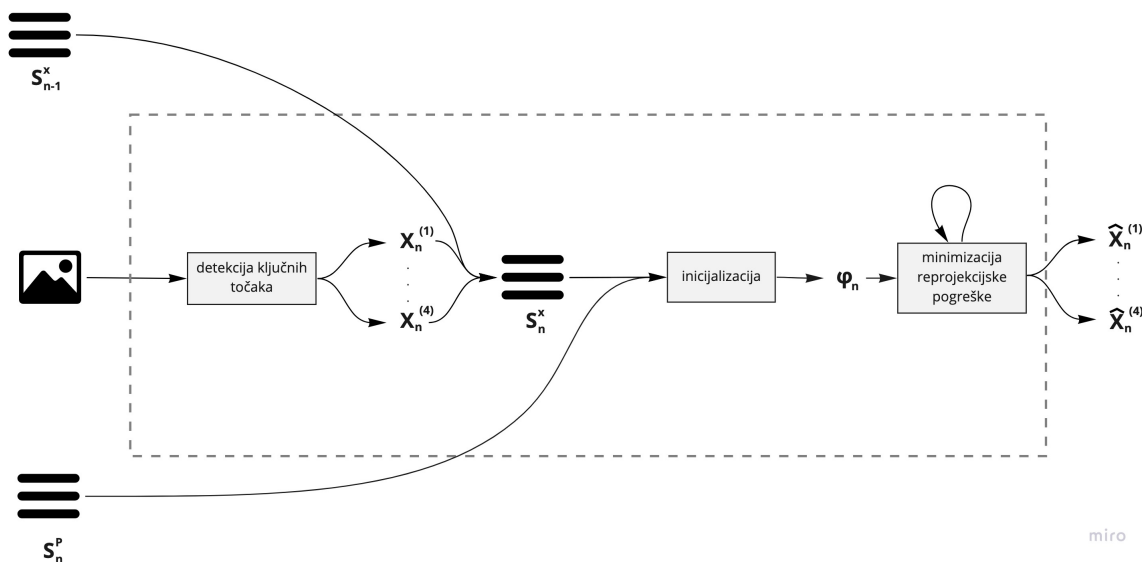 S^x_{n-1}
detekcija ključnih
točaka
X_n^{(1)}
.
.
.
X_n^{(4)}
S^x_n
inicijalizacija
φ_n
minimizacija
reprojekcijske
pogreške
X̂_n^{(1)}
.
.
.
X̂_n^{(4)}
S^P_n
miro